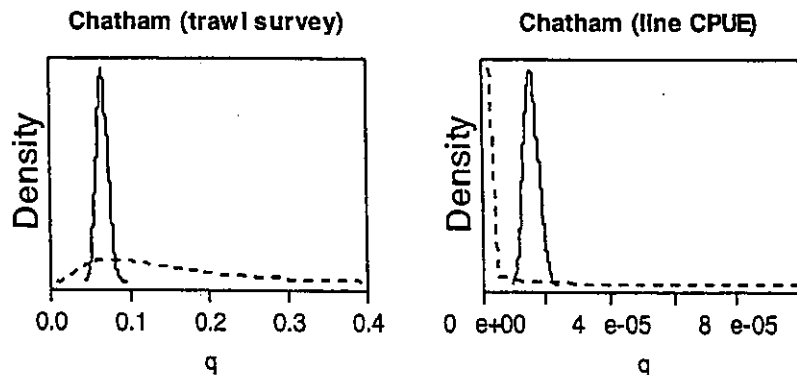 Chatham (trawl survey)
Density
0.0 0.1 0.2 0.3 0.4
q
Chatham (line CPUE)
Density
0 e+00 4 e-05 8 e-05
q